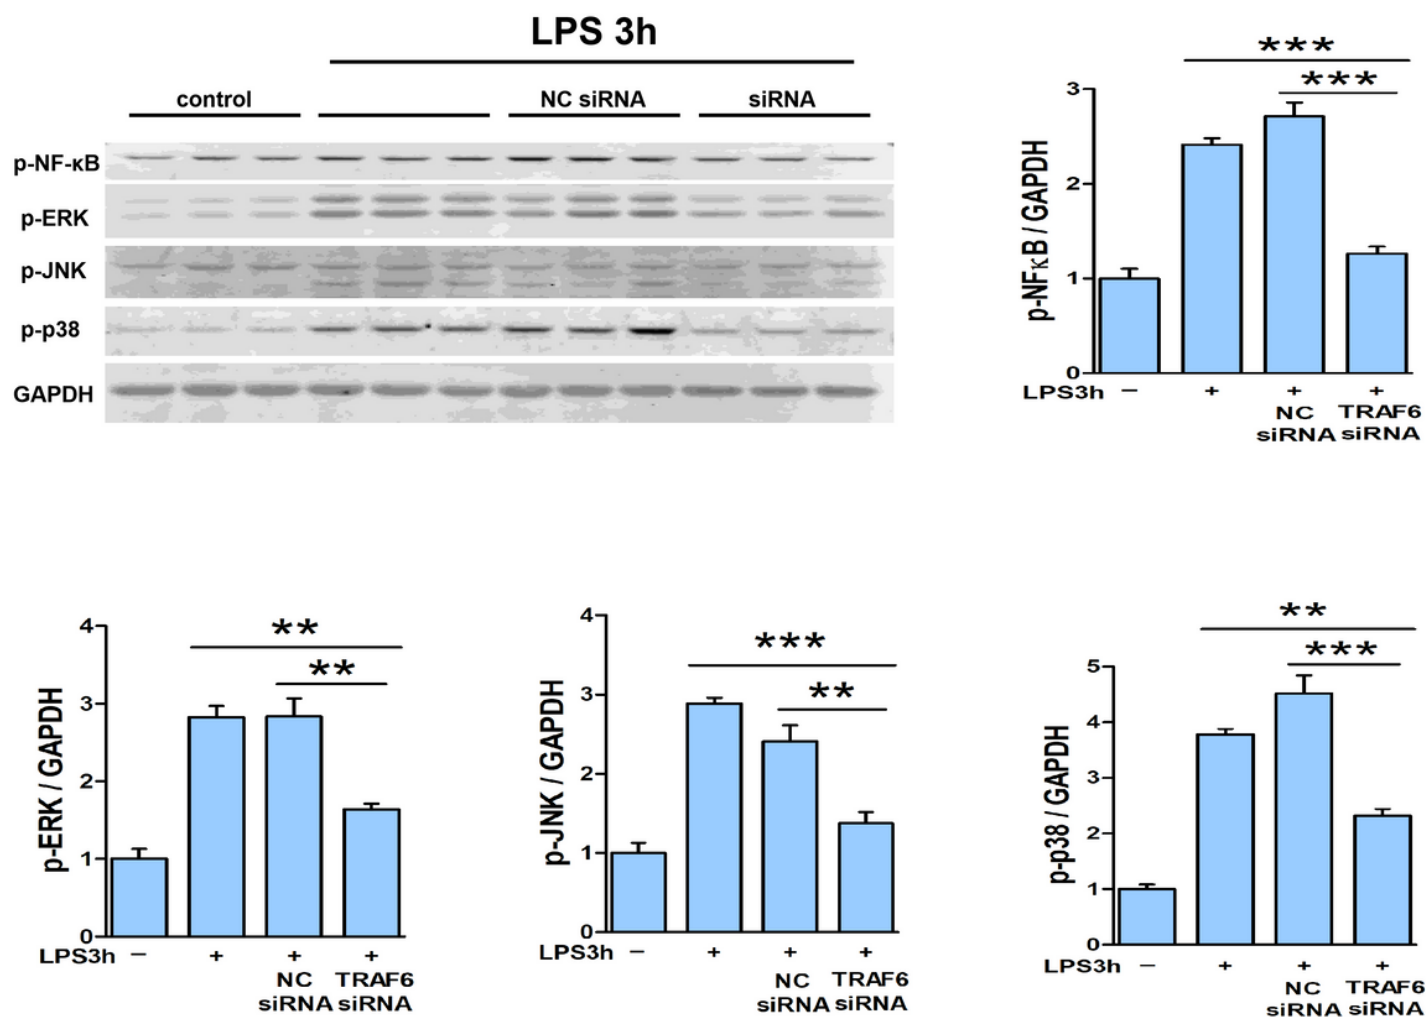 LPS 3h
control
NC siRNA
siRNA
p-NF-κB
p-ERK
p-JNK
p-p38
GAPDH
***
***
3
2
1
0
p-NFκB / GAPDH
LPS3h − + + +
NC TRAF6
siRNA siRNA
**
**
4
3
2
1
0
p-ERK / GAPDH
LPS3h − + + +
NC TRAF6
siRNA siRNA
***
**
4
3
2
1
0
p-JNK / GAPDH
LPS3h − + + +
NC TRAF6
siRNA siRNA
**
***
5
4
3
2
1
0
p-p38 / GAPDH
LPS3h − + + +
NC TRAF6
siRNA siRNA